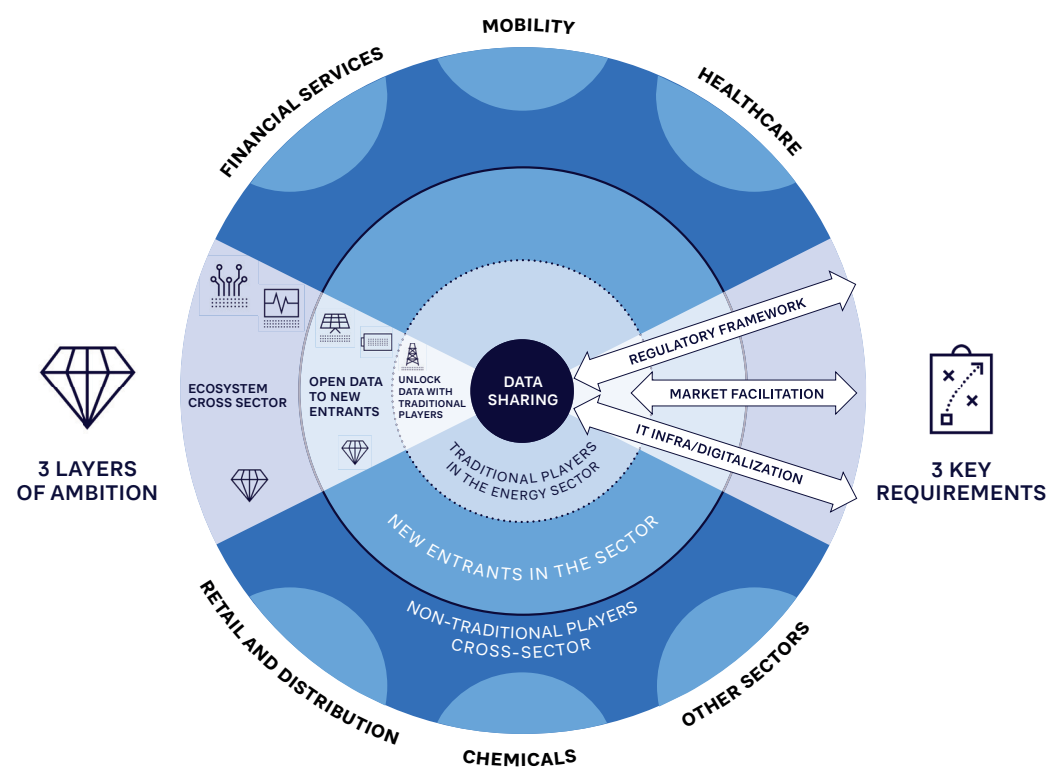 MOBILITY
FINANCIAL SERVICES
HEALTHCARE
3 LAYERS
OF AMBITION
ECOSYSTEM
CROSS SECTOR
OPEN DATA
TO NEW
ENTRANTS
UNLOCK
DATA WITH
TRADITIONAL
PLAYERS
DATA
SHARING
REGULATORY FRAMEWORK
MARKET FACILITATION
IT INFRA/DIGITALIZATION
3 KEY
REQUIREMENTS
TRADITIONAL PLAYERS
IN THE ENERGY SECTOR
NEW ENTRANTS IN THE SECTOR
NON-TRADITIONAL PLAYERS
CROSS-SECTOR
RETAIL AND DISTRIBUTION
CHEMICALS
OTHER SECTORS